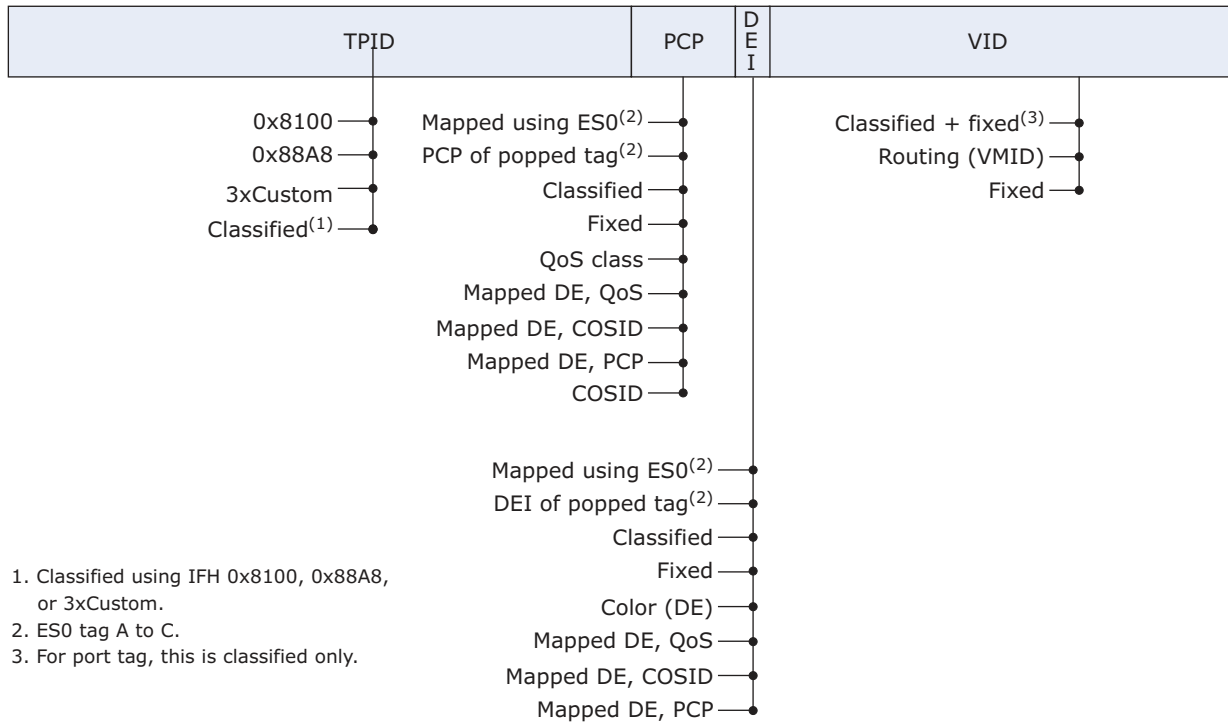 TPID
PCP
DEI
VID
0x8100
0x88A8
3xCustom
Classified(1)
Mapped using ES0(2)
PCP of popped tag(2)
Classified
Fixed
QoS class
Mapped DE, QoS
Mapped DE, COSID
Mapped DE, PCP
COSID
Classified + fixed(3)
Routing (VMID)
Fixed
Mapped using ES0(2)
DEI of popped tag(2)
Classified
Fixed
Color (DE)
Mapped DE, QoS
Mapped DE, COSID
Mapped DE, PCP
1. Classified using IFH 0x8100, 0x88A8,
or 3xCustom.
2. ES0 tag A to C.
3. For port tag, this is classified only.